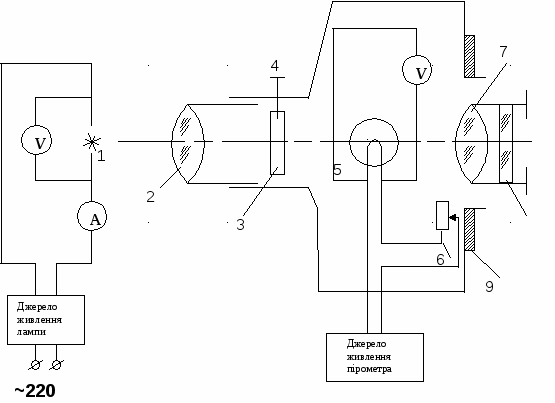 4
7
V
V
1
5
2
3
A
6
9
Джерело
живлення
лампи
Джерело
живлення
пірометра
~220